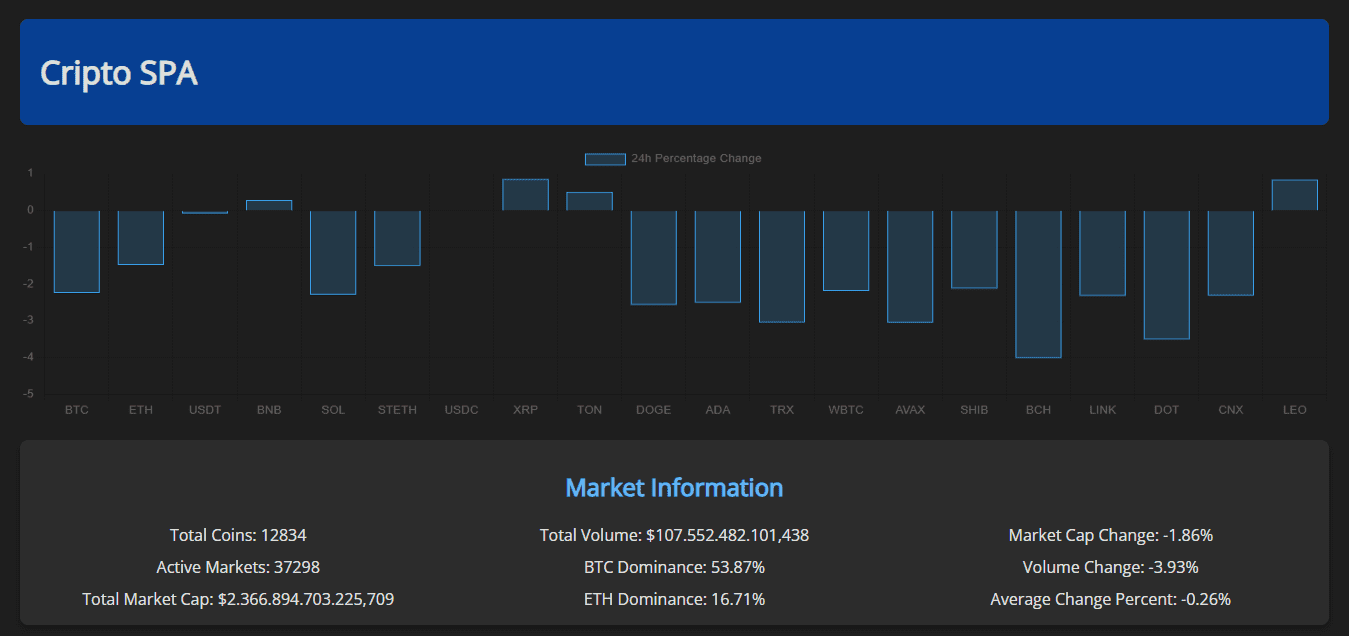 Cripto SPA
24h Percentage Change
1
0
-1
-2
-3
-4
-5
BTC ETH USDT BNB SOL STETH USDC XRP TON DOGE ADA TRX WBTC AVAX SHIB BCH LINK DOT CNX LEO
Market Information
Total Coins: 12834
Active Markets: 37298
Total Market Cap: $2.366.894.703.225,709
Total Volume: $107.552.482.101,438
BTC Dominance: 53.87%
ETH Dominance: 16.71%
Market Cap Change: -1.86%
Volume Change: -3.93%
Average Change Percent: -0.26%